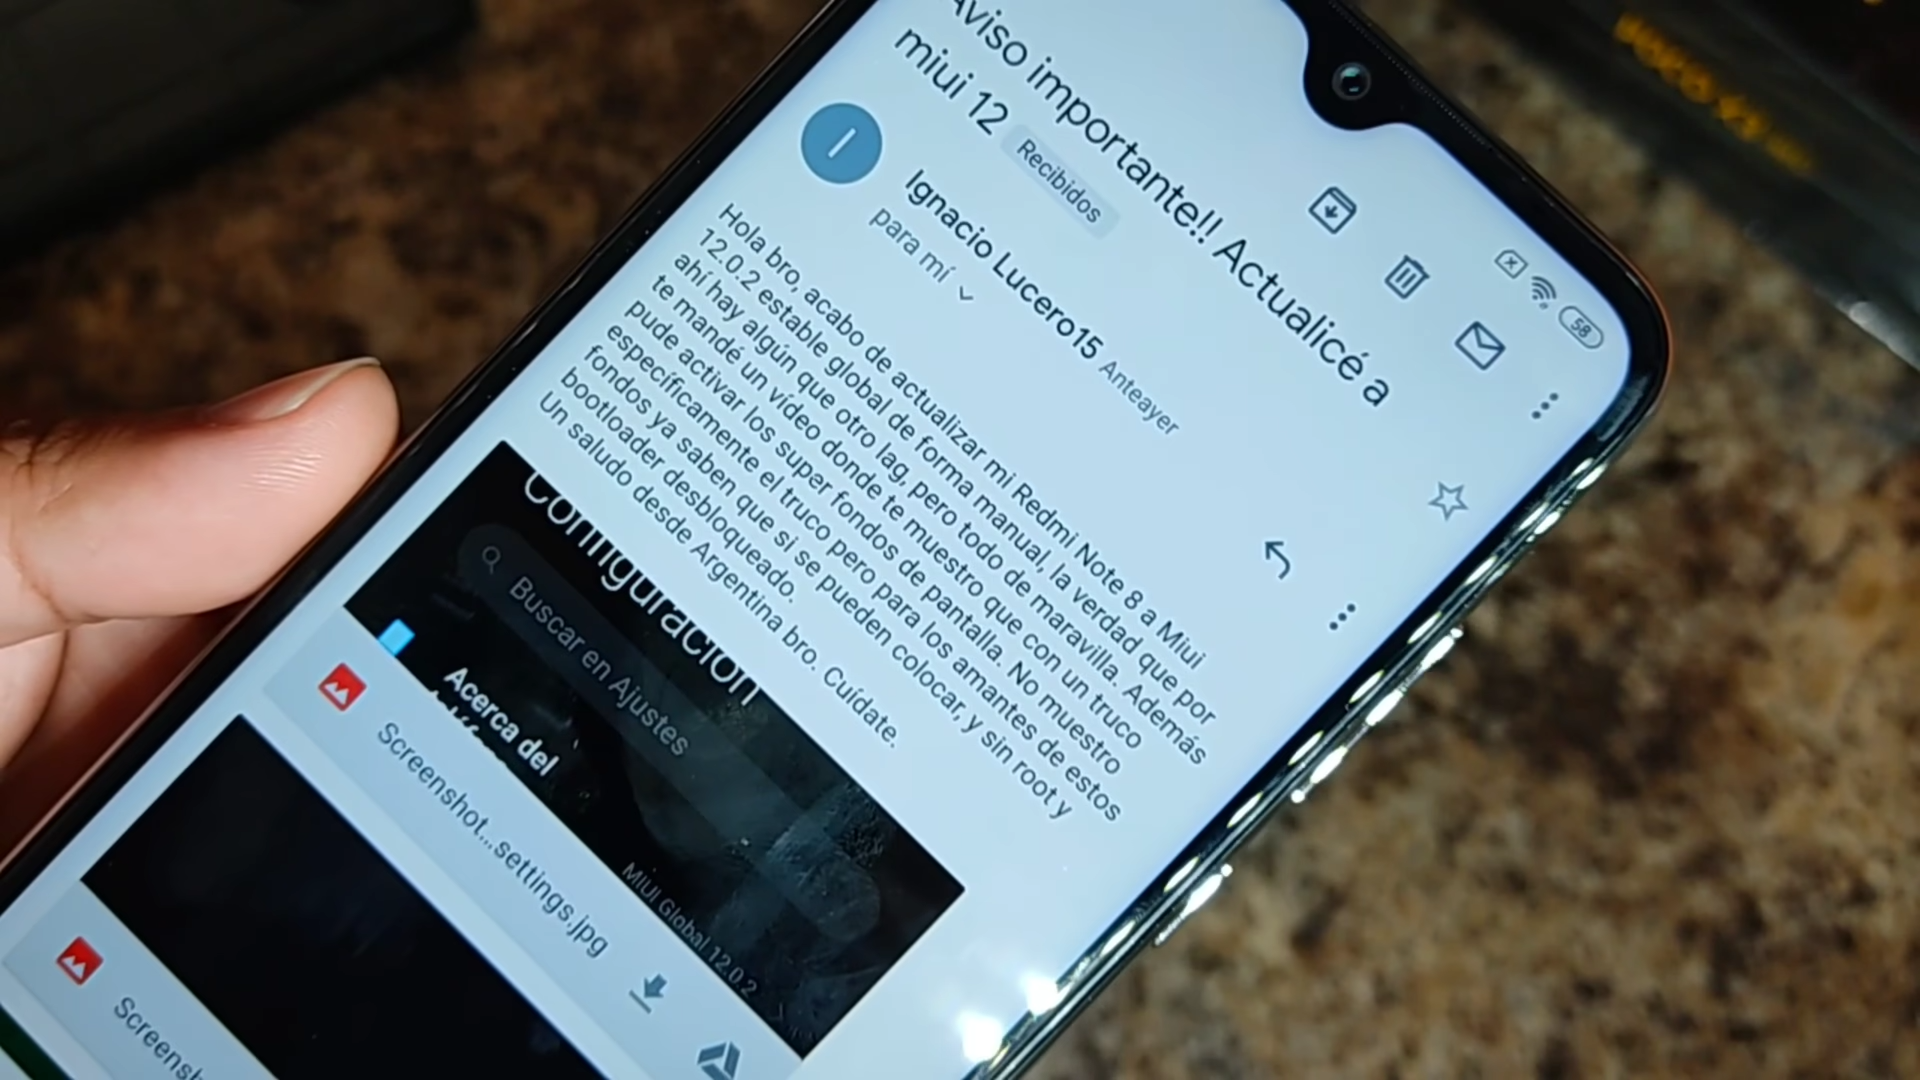 Aviso importante!! Actualicé a
miui 12 Recibidos
I
Ignacio Lucero15 Anteayer
para mí
58
Hola bro, acabo de actualizar mi Redmi Note 8 a Miui
12.0.2 estable global de forma manual, la verdad que por
ahí hay algún que otro lag, pero todo de maravilla. Además
te mandé un vídeo donde te muestro que con un truco
pude activar los super fondos de pantalla. No muestro
específicamente el truco pero para los amantes de estos
fondos ya saben que si se pueden colocar, y sin root y
bootloader desbloqueado.
Un saludo desde Argentina bro. Cuídate.
Configuración
Buscar en Ajustes
Acerca del
MIUI Global 12.0.2
Screenshot...settings.jpg
Screensh